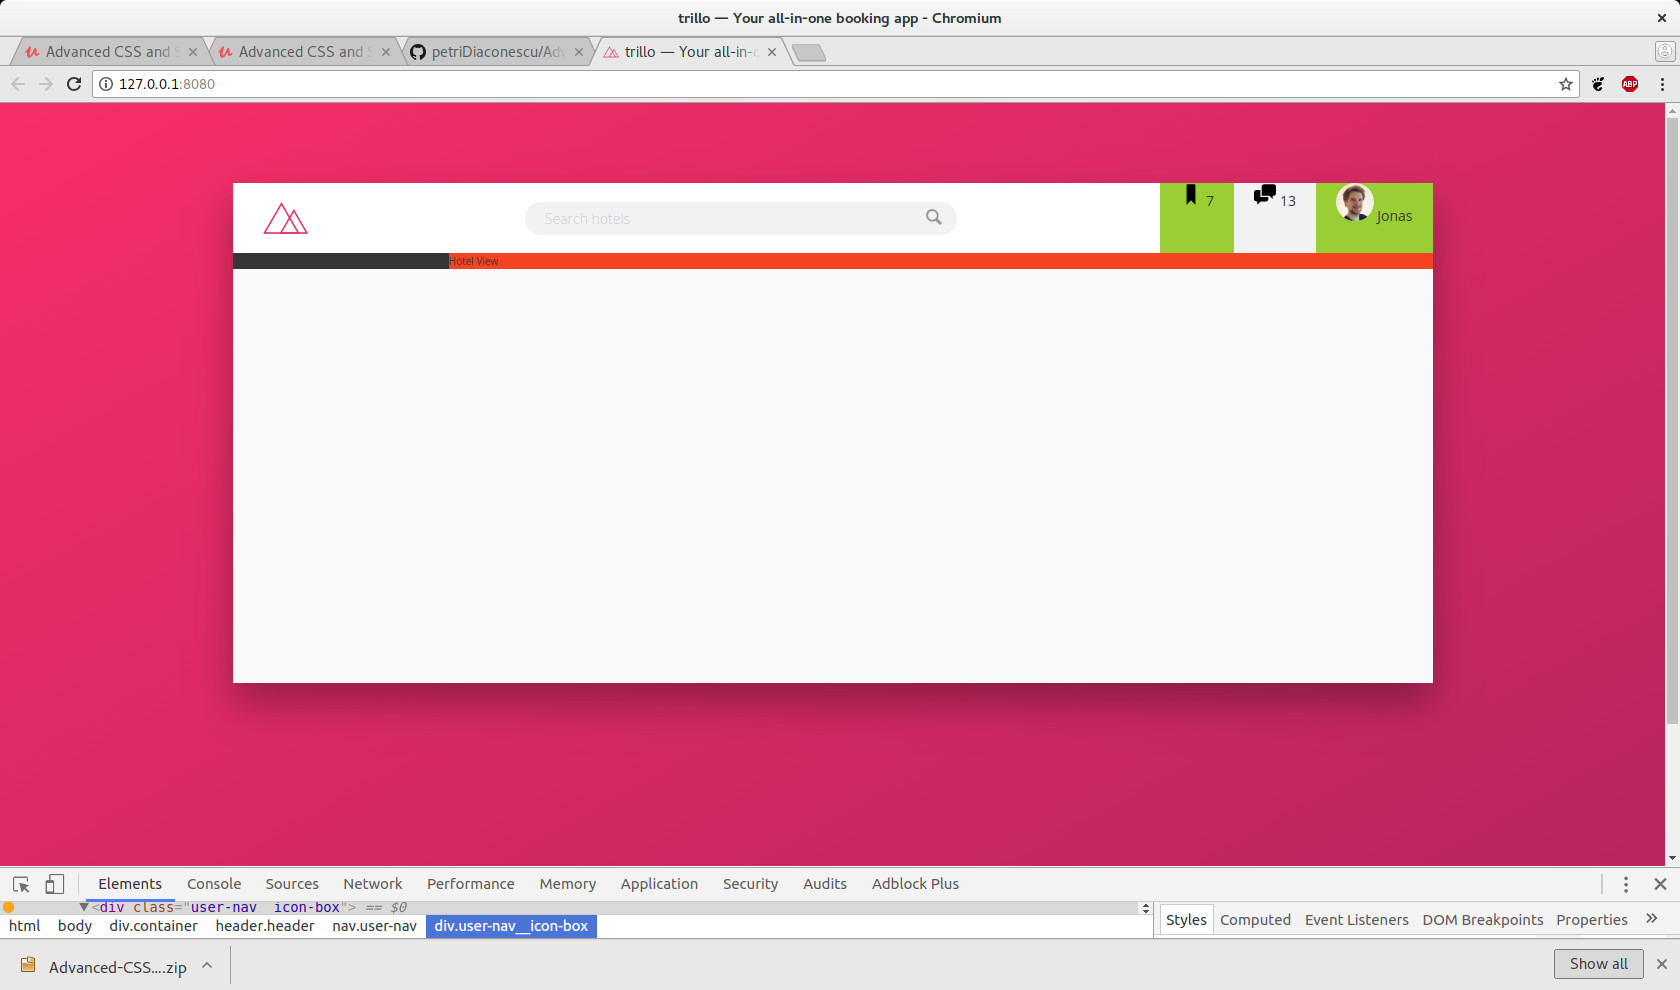 trillo — Your all-in-one booking app - Chromium
Advanced CSS and S
Advanced CSS and S
petriDiaconescu/Adv
trillo — Your all-in-o
127.0.0.1:8080
ABP
Search hotels
7
13
Jonas
Hotel View
Elements Console Sources Network Performance Memory Application Security Audits Adblock Plus
<div class="user-nav__icon-box"> == $0
html body div.container header.header nav.user-nav div.user-nav__icon-box
Styles Computed Event Listeners DOM Breakpoints Properties »
Advanced-CSS....zip
Show all